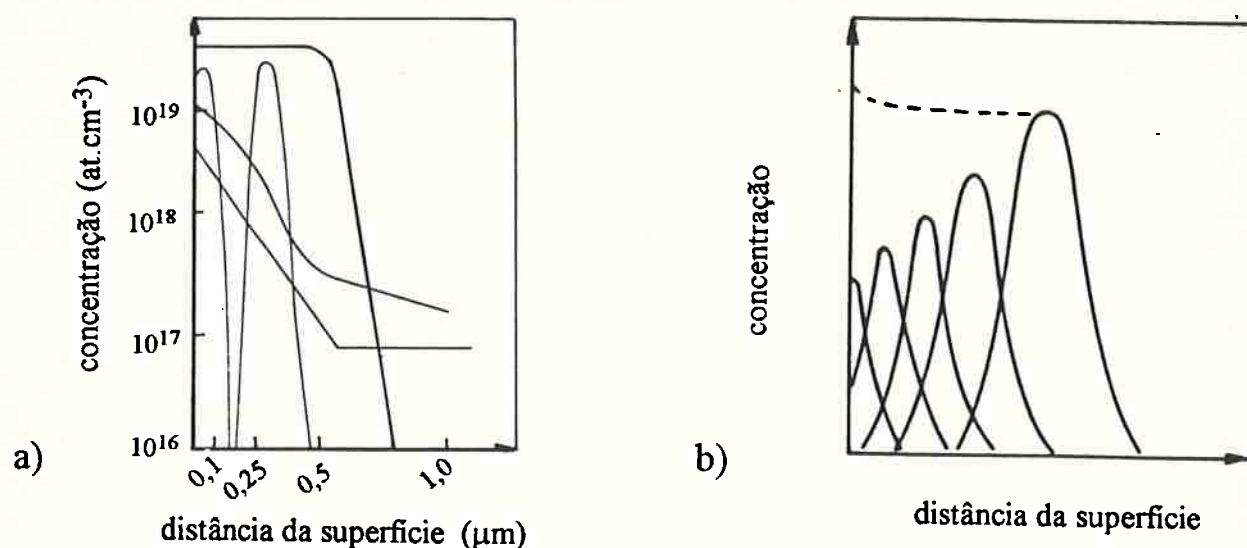 concentração (at.cm⁻³)
10¹⁹
10¹⁸
10¹⁷
10¹⁶
0,1
0,25
0,5
1,0
distância da superfície (μm)
a)
concentração
distância da superfície
b)